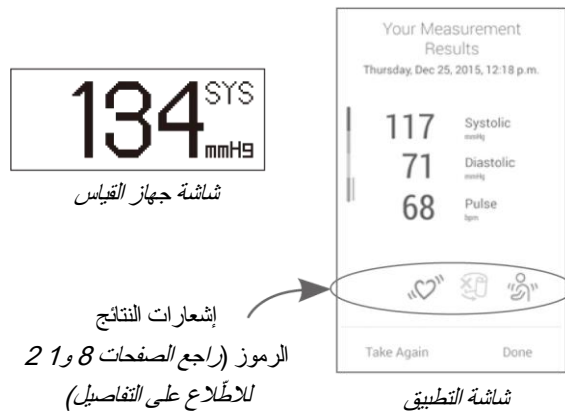 134 SYS
mmHg
شاشة جهاز القياس
Your Measurement
Results
Thursday, Dec 25, 2015, 12:18 p.m.
117 Systolic
mmHg
71 Diastolic
mmHg
68 Pulse
bpm
إشعارات النتائج
الرموز (راجع الصفحات 8 و1 2
للاطّلاع على التفاصيل)
Take Again Done
شاشة التطبيق